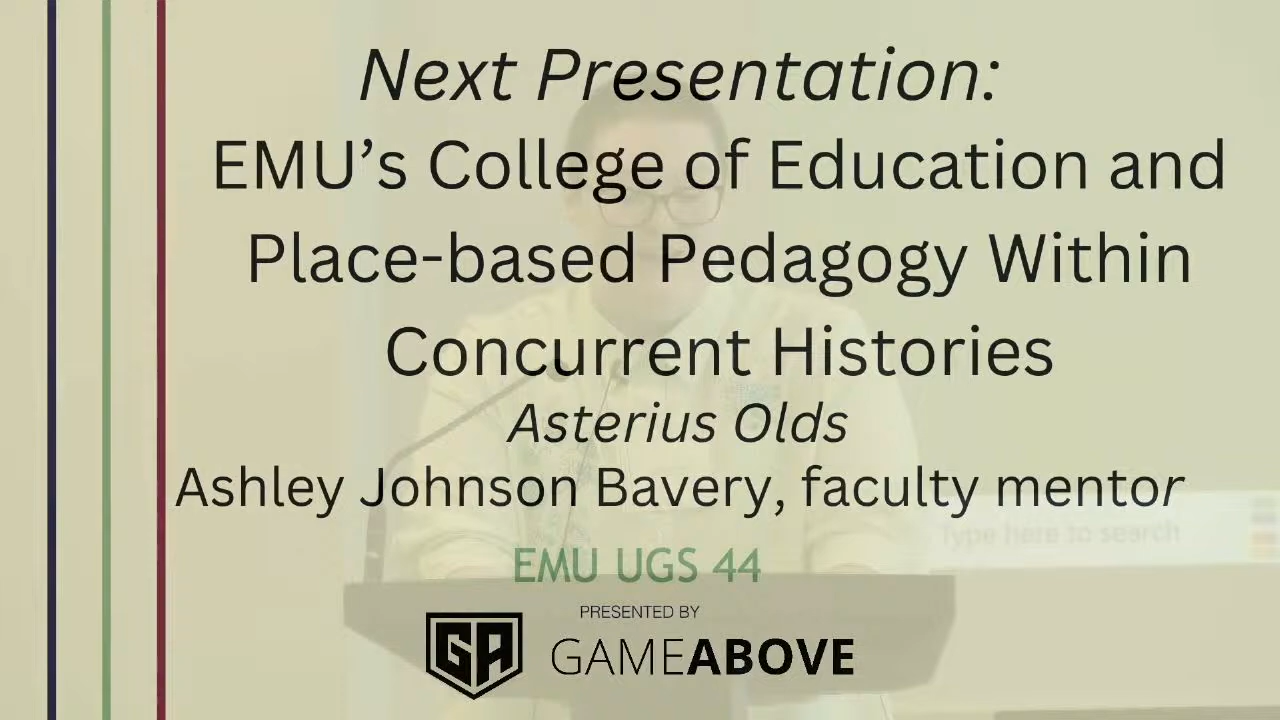 Next Presentation:
EMU’s College of Education and
Place-based Pedagogy Within
Concurrent Histories
Asterius Olds
Ashley Johnson Bavery, faculty mentor
Type here to search
EMU UGS 44
PRESENTED BY
GA GAMEABOVE